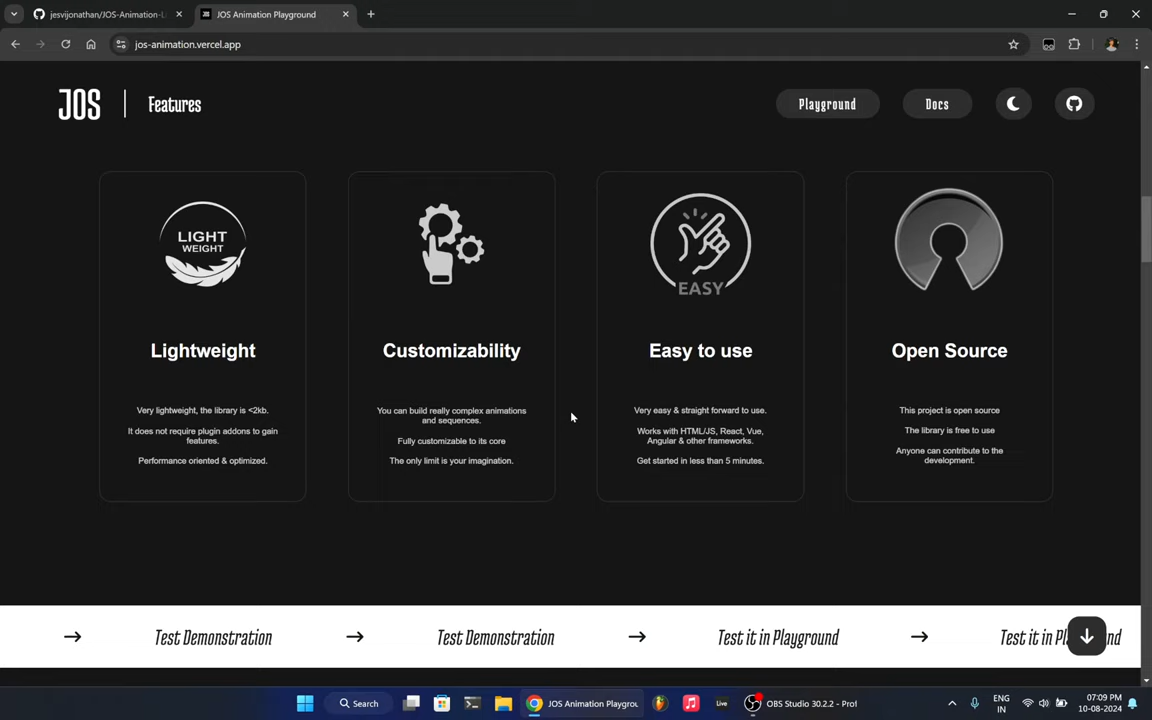 jesvijonathan/JOS-Animation-L
JOS Animation Playground
jos-animation.vercel.app
JOS
Features
Playground
Docs
LIGHT
WEIGHT
EASY
Lightweight
Customizability
Easy to use
Open Source
Very lightweight, the library is <2kb.
It does not require plugin addons to gain
features.
Performance oriented & optimized.
You can build really complex animations
and sequences.
Fully customizable to its core
The only limit is your imagination.
Very easy & straight forward to use.
Works with HTML/JS, React, Vue,
Angular & other frameworks.
Get started in less than 5 minutes.
This project is open source
The library is free to use
Anyone can contribute to the
development.
Test Demonstration
Test Demonstration
Test it in Playground
Test it in Pl nd
Search
JOS Animation Playgrou
Live
OBS Studio 30.2.2 - Prof
ENG
IN
07:09 PM
10-08-2024